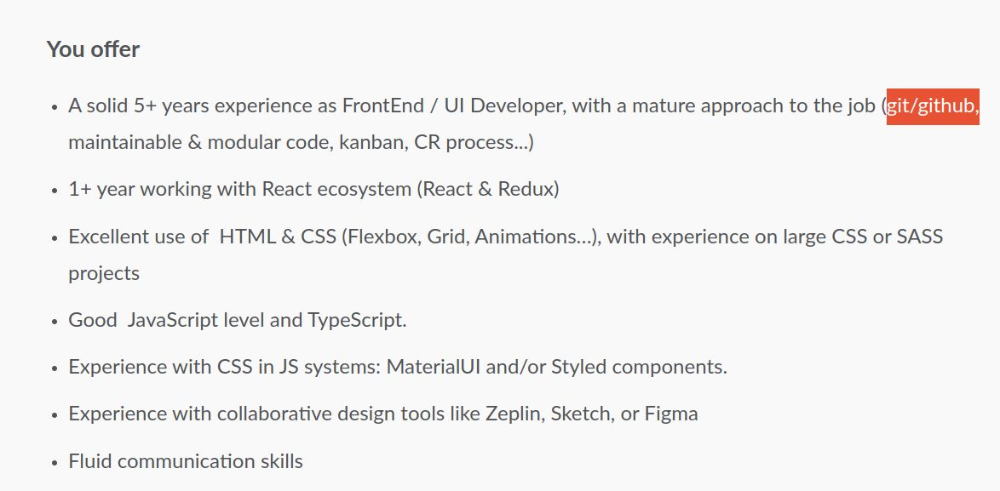 You offer
• A solid 5+ years experience as FrontEnd / UI Developer, with a mature approach to the job (git/github,
maintainable & modular code, kanban, CR process...)
• 1+ year working with React ecosystem (React & Redux)
• Excellent use of  HTML & CSS (Flexbox, Grid, Animations...), with experience on large CSS or SASS
projects
• Good  JavaScript level and TypeScript.
• Experience with CSS in JS systems: MaterialUI and/or Styled components.
• Experience with collaborative design tools like Zeplin, Sketch, or Figma
• Fluid communication skills